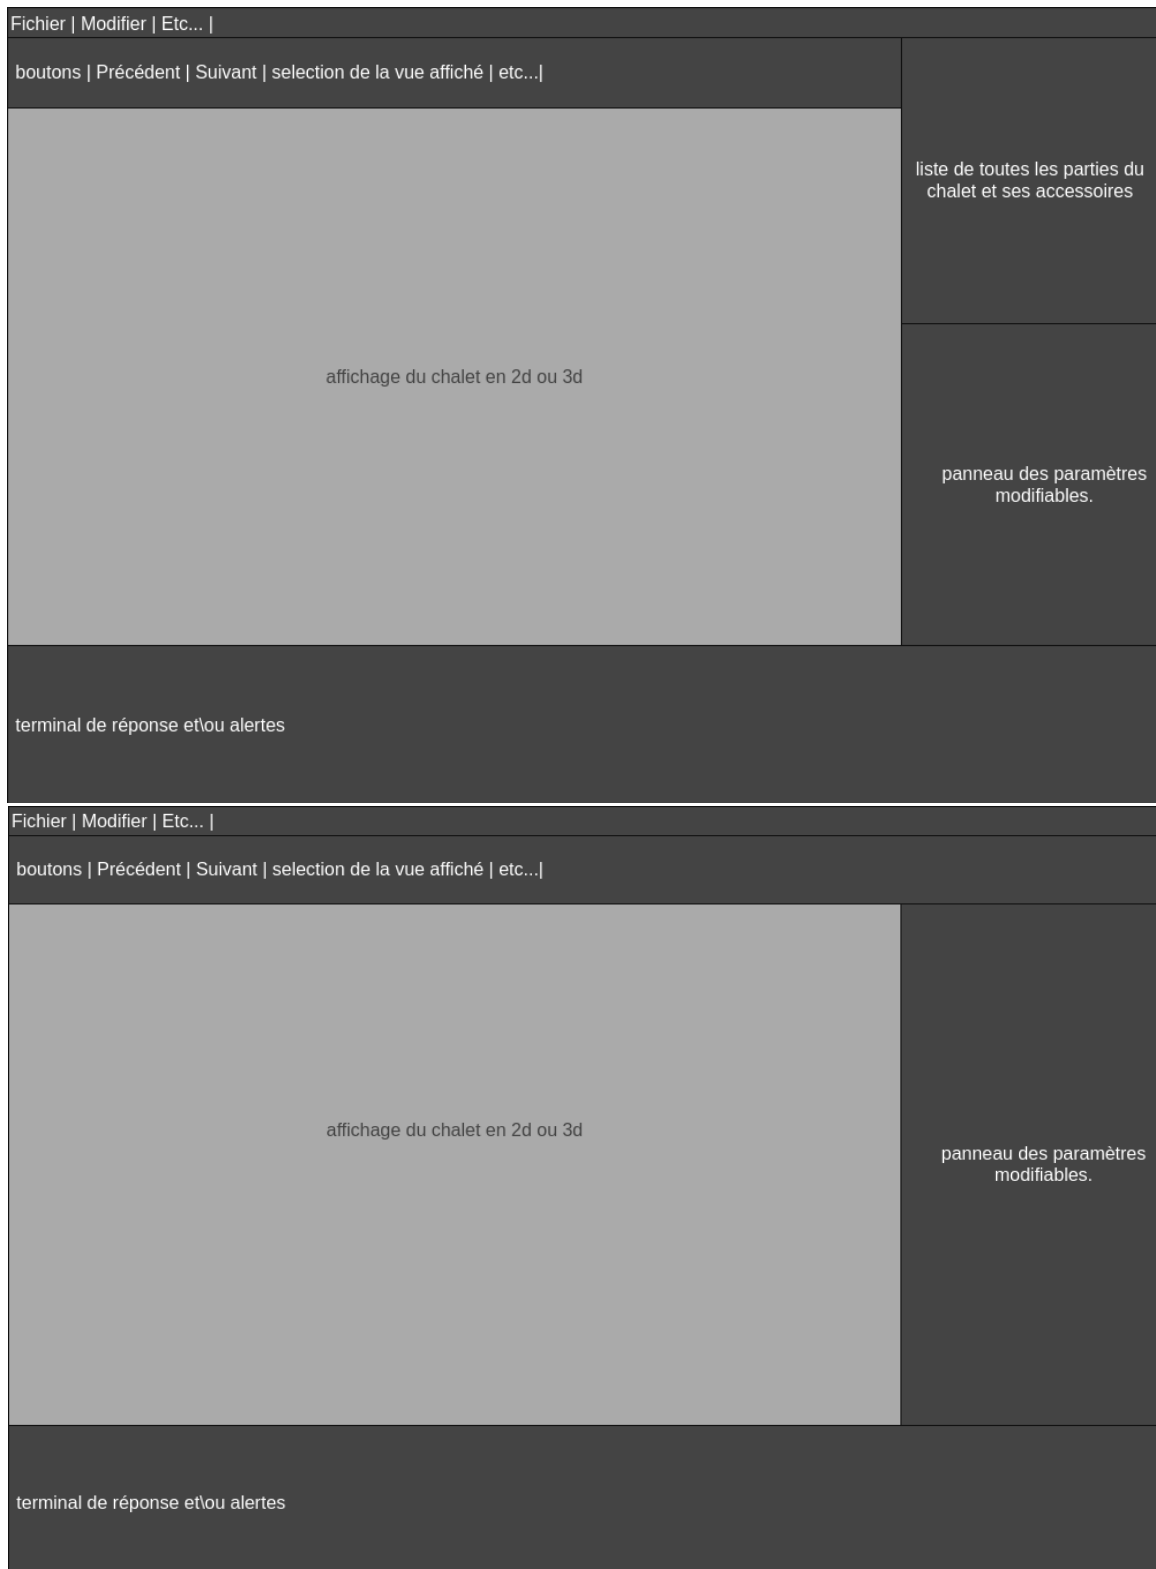 Fichier | Modifier | Etc... |
boutons | Précédent | Suivant | selection de la vue affiché | etc...|
liste de toutes les parties du
chalet et ses accessoires
affichage du chalet en 2d ou 3d
panneau des paramètres
modifiables.
terminal de réponse et\ou alertes
Fichier | Modifier | Etc... |
boutons | Précédent | Suivant | selection de la vue affiché | etc...|
affichage du chalet en 2d ou 3d
panneau des paramètres
modifiables.
terminal de réponse et\ou alertes